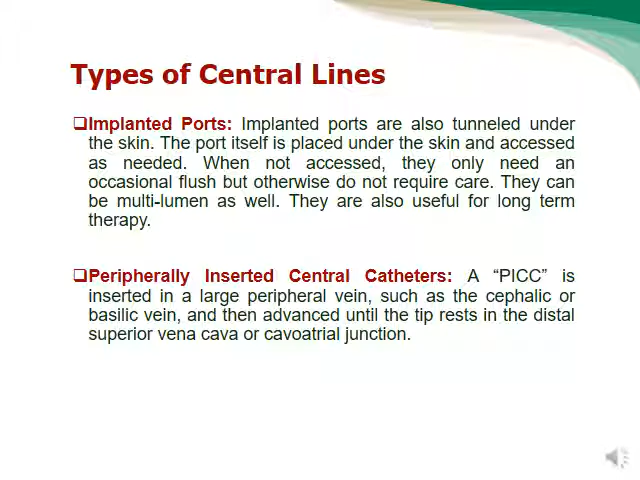 Types of Central Lines
❑Implanted Ports: Implanted ports are also tunneled under
the skin. The port itself is placed under the skin and accessed
as needed. When not accessed, they only need an
occasional flush but otherwise do not require care. They can
be multi-lumen as well. They are also useful for long term
therapy.
❑Peripherally Inserted Central Catheters: A “PICC” is
inserted in a large peripheral vein, such as the cephalic or
basilic vein, and then advanced until the tip rests in the distal
superior vena cava or cavoatrial junction.